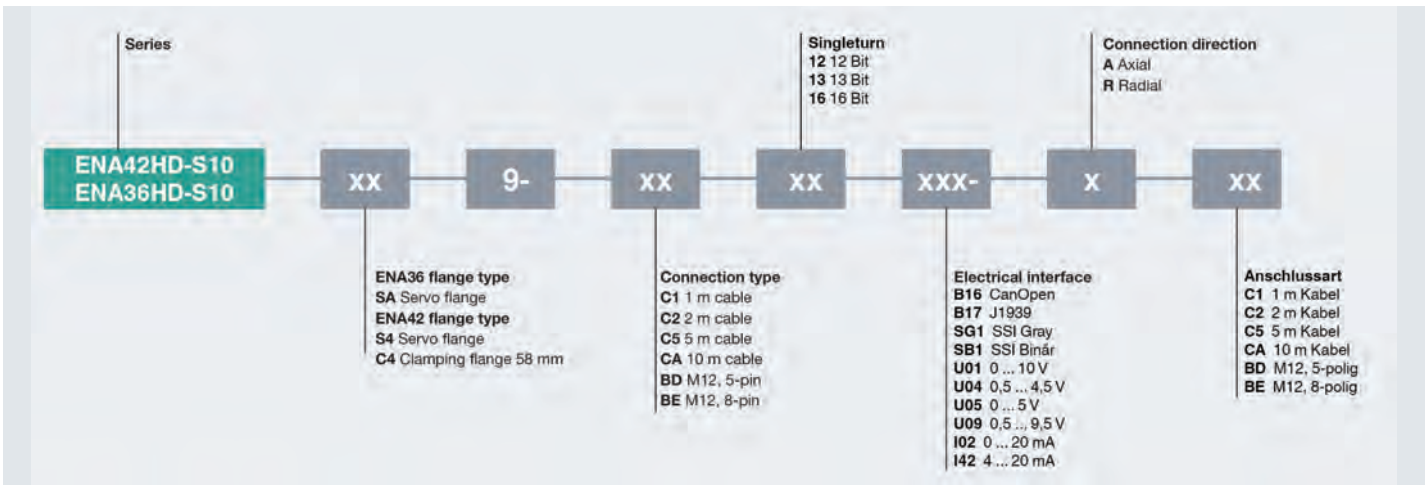 Series
Singleturn
12 12 Bit
13 13 Bit
16 16 Bit
Connection direction
A Axial
R Radial
ENA42HD-S10
ENA36HD-S10
xx
9-
xx
xx
xxx-
x
xx
ENA36 flange type
SA Servo flange
ENA42 flange type
S4 Servo flange
C4 Clamping flange 58 mm
Connection type
C1 1 m cable
C2 2 m cable
C5 5 m cable
CA 10 m cable
BD M12, 5-pin
BE M12, 8-pin
Electrical interface
B16 CanOpen
B17 J1939
SG1 SSI Gray
SB1 SSI Binär
U01 0 ... 10 V
U04 0,5 ... 4,5 V
U05 0 ... 5 V
U09 0,5 ... 9,5 V
I02 0 ... 20 mA
I42 4 ... 20 mA
Anschlussart
C1 1 m Kabel
C2 2 m Kabel
C5 5 m Kabel
CA 10 m Kabel
BD M12, 5-polig
BE M12, 8-polig